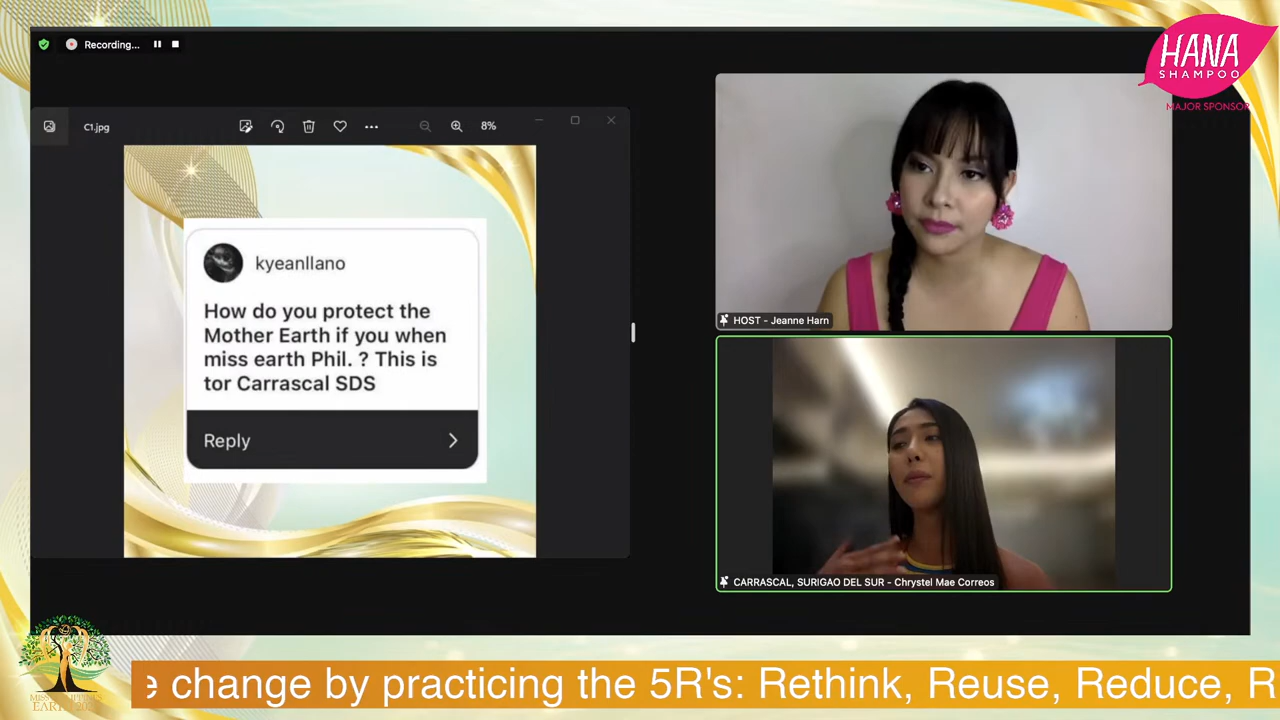 Recording...
HANA
SHAMPOO
MAJOR SPONSOR
C1.jpg
8%
kyeanllano
How do you protect the
Mother Earth if you when
miss earth Phil. ? This is
tor Carrascal SDS
Reply
HOST - Jeanne Harn
CARRASCAL, SURIGAO DEL SUR - Chrystel Mae Correos
EARTH
e change by practicing the 5R's: Rethink, Reuse, Reduce, R